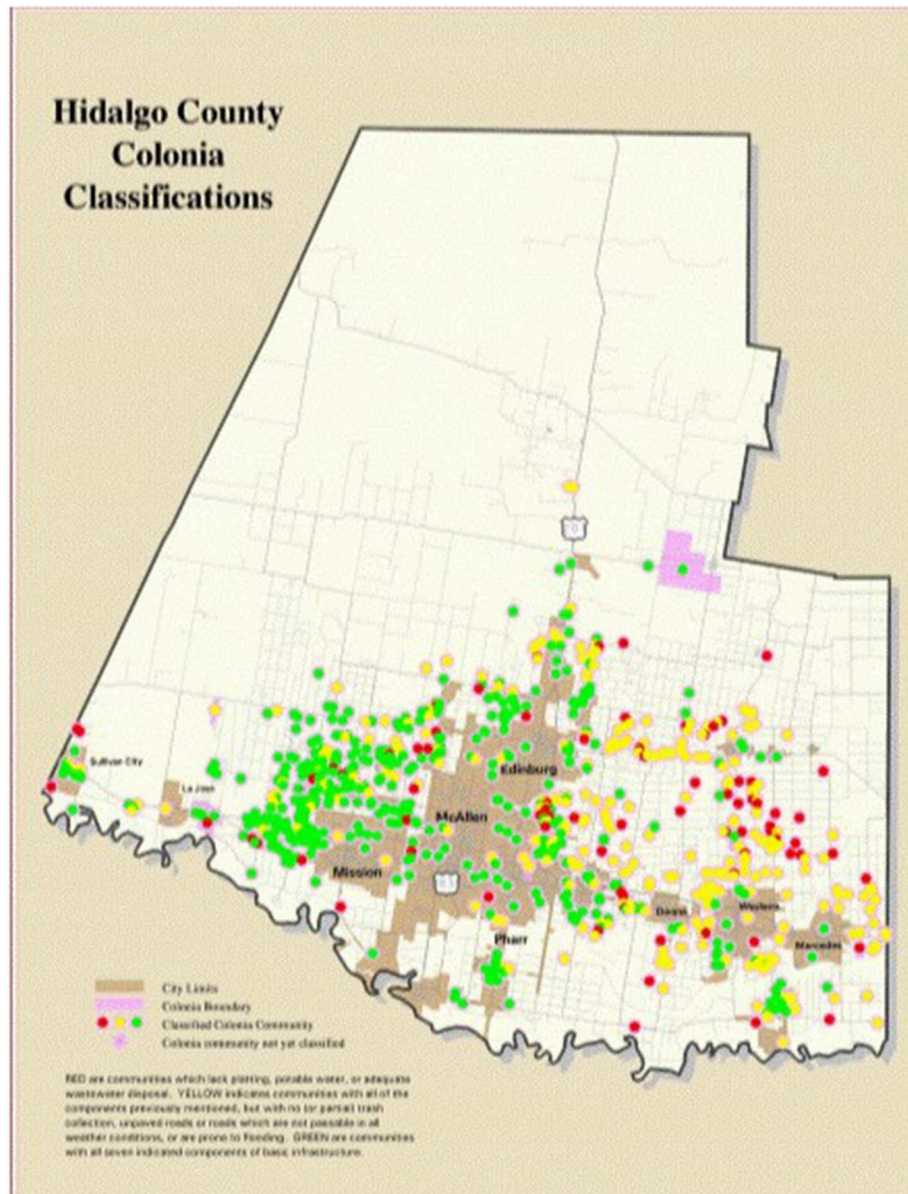 Hidalgo County
Colonia
Classifications
Sullivan City
La Joya
Edinburg
McAllen
Mission
83
Pharr
Donna
Weslaco
Mercedes
City Limits
Colonia Boundary
Classified Colonia Community
Colonia community not yet classified
RED are communities which lack platting, potable water, or adequate
wastewater disposal. YELLOW indicates communities with all of the
components previously mentioned, but with no (or partial) trash
collection, unpaved roads or roads which are not passable in all
weather conditions, or are prone to flooding. GREEN are communities
with all seven indicated components of basic infrastructure.